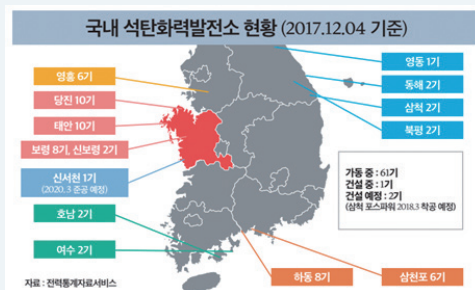 국내 석탄화력발전소 현황 (2017.12.04 기준)
영흥 6기
당진 10기
태안 10기
보령 8기, 신보령 2기
신서천 1기
(2020.3 준공 예정)
호남 2기
여수 2기
영동 1기
동해 2기
삼척 2기
북평 2기
가동 중 : 61기
건설 중 : 1기
건설 예정 : 2기
(삼척 포스파워 2018.3 착공 예정)
하동 8기
삼천포 6기
자료 : 전력통계자료서비스